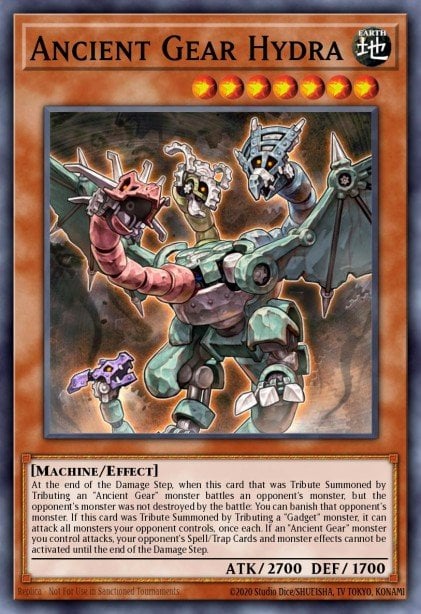 ANCIENT GEAR HYDRA
EARTH
地
[MACHINE/EFFECT]
At the end of the Damage Step, when this card that was Tribute Summoned by
Tributing an "Ancient Gear" monster battles an opponent's monster, but the
opponent's monster was not destroyed by the battle: You can banish that opponent's
monster. If this card was Tribute Summoned by Tributing a "Gadget" monster, it can
attack all monsters your opponent controls, once each. If an "Ancient Gear" monster
you control attacks, your opponent's Spell/Trap Cards and monster effects cannot
be activated until the end of the Damage Step.
ATK/2700 DEF/1700
Replica - Not For Use in Sanctioned Tournaments
©2020 Studio Dice/SHUEISHA, TV TOKYO, KONAMI